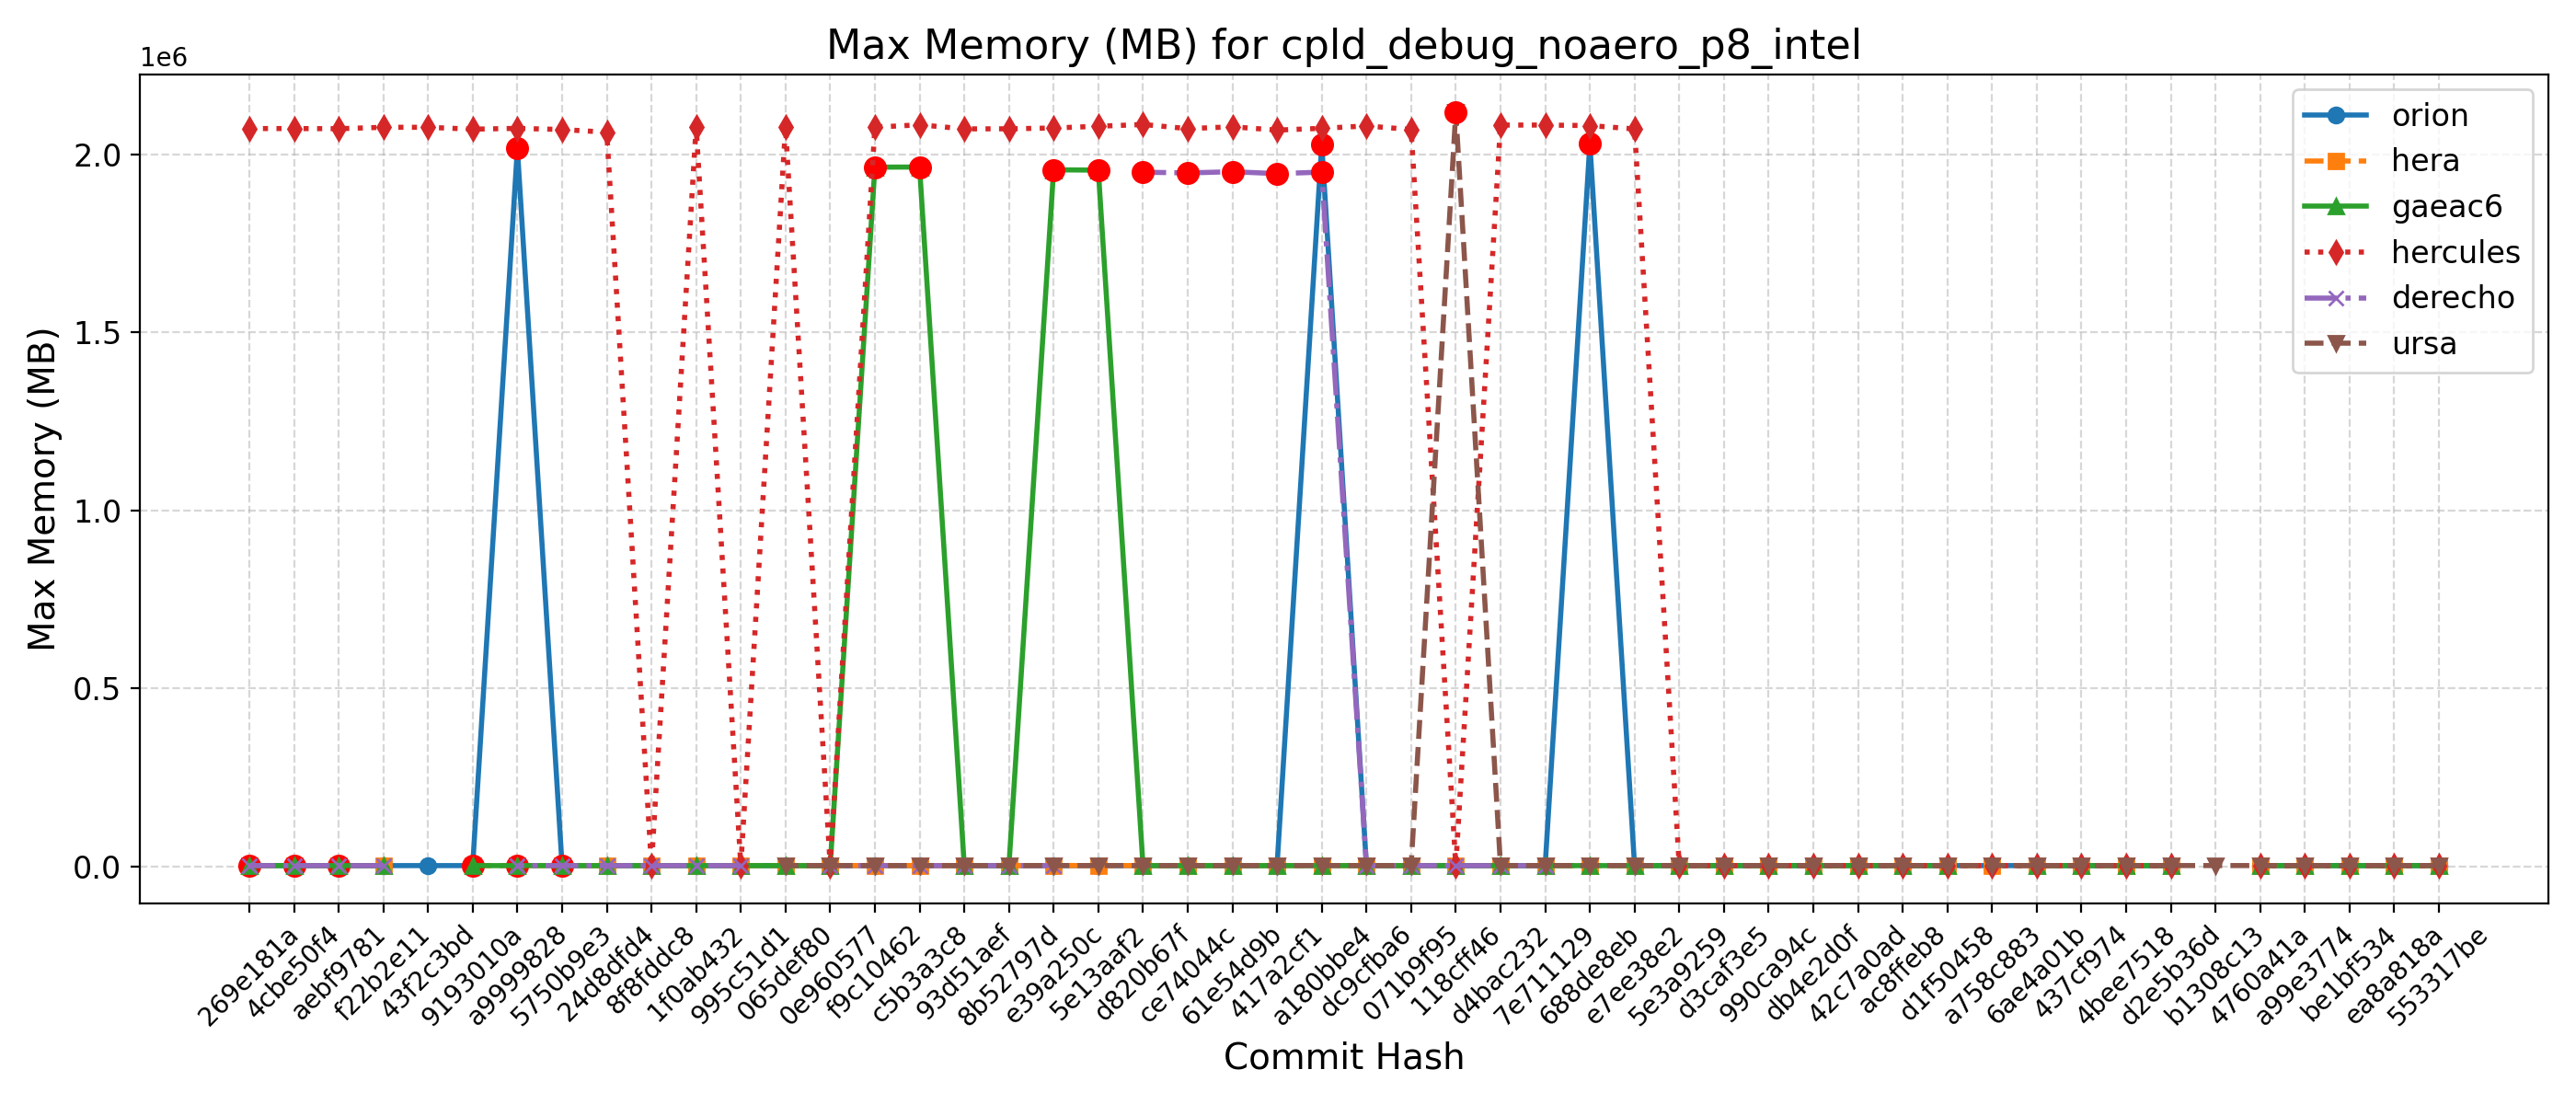 Max Memory (MB) for cpld_debug_noaero_p8_intel
1e6
2.0
1.5
1.0
0.5
0.0
Max Memory (MB)
orion
hera
gaeac6
hercules
derecho
ursa
269e181a
4cbe50f4
aebf9781
f22b2e11
43f2c3bd
9193010a
a9999828
5750b9e3
24d8dfd4
8f8fddc8
1f0ab432
995c51d1
065def80
0e960577
f9c10462
c5b3a3c8
93d51aef
8b52797d
e39a250c
5e13aaf2
d820b67f
ce74044c
61e54d9b
417a2cf1
a180bbe4
dc9cfba6
071b9f95
118cff46
d4bac232
7e711129
688de8eb
e7ee38e2
5e3a9259
d3caf3e5
990ca94c
db4e2d0f
42c7a0ad
ac8ffeb8
d1f50458
a758c883
6ae4a01b
437cf974
4bee7518
d2e5b36d
b1308c13
4760a41a
a99e3774
be1bf534
ea8a818a
553317be
Commit Hash